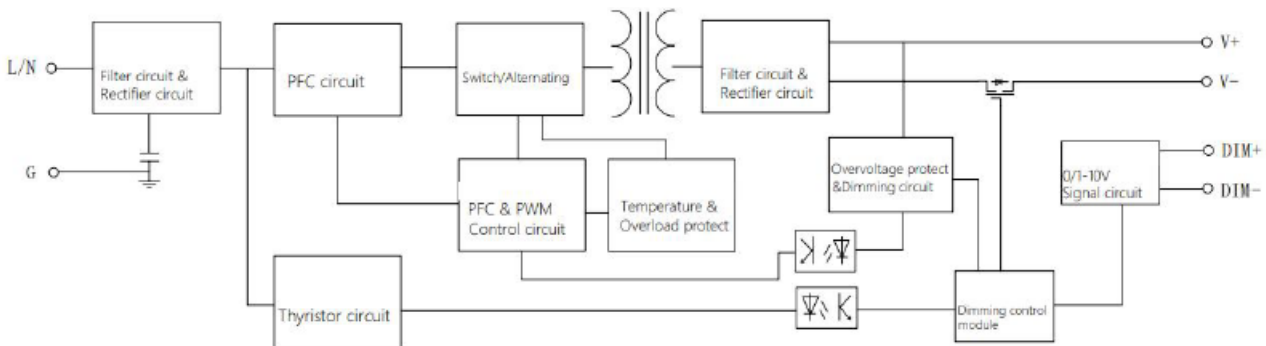 L/N
Filter circuit &
Rectifier circuit
PFC circuit
Switch/Alternating
Filter circuit &
Rectifier circuit
V+
V-
G
PFC & PWM
Control circuit
Temperature &
Overload protect
Overvoltage protect
&Dimming circuit
0/1-10V
Signal circuit
DIM+
DIM-
Thyristor circuit
Dimming control
module